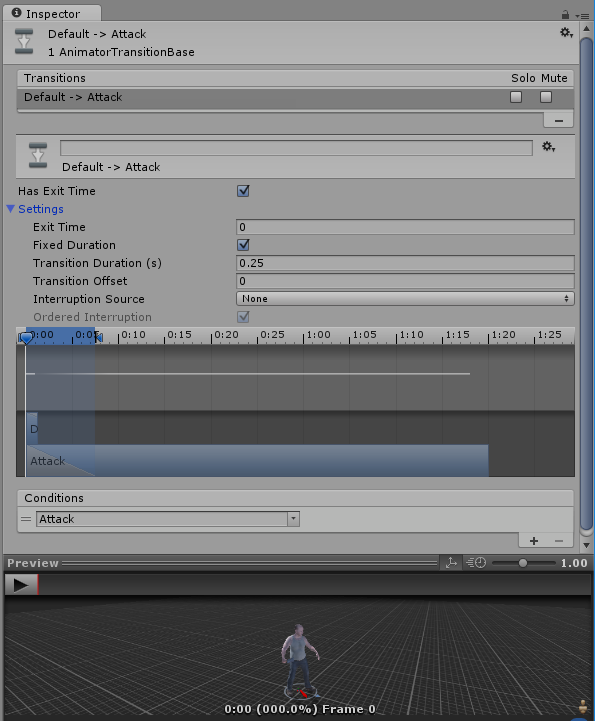 Inspector
Default -> Attack
1 AnimatorTransitionBase
Transitions Solo Mute
Default -> Attack
Default -> Attack
Has Exit Time
Settings
Exit Time 0
Fixed Duration
Transition Duration (s) 0.25
Transition Offset 0
Interruption Source None
Ordered Interruption
0:00 0:05 0:10 0:15 0:20 0:25 1:00 1:05 1:10 1:15 1:20 1:25
D
Attack
Conditions
Attack
Preview 1.00
0:00 (000.0%) Frame 0